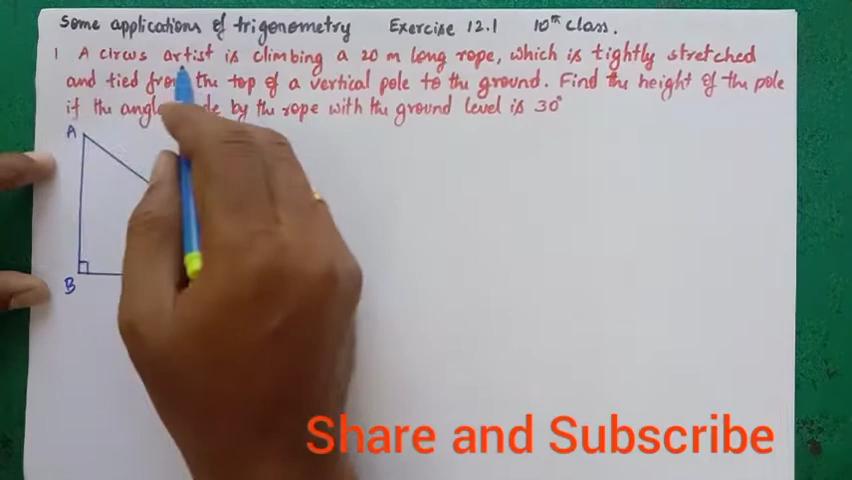 Some applications of trigonometry Exercise 12.1 10th Class.
1 A circus artist is climbing a 20 m long rope, which is tightly stretched
and tied the top of a vertical pole to the ground. Find the height of the pole
if the by the rope with the ground level is 30°
A
B
Share and Subscribe